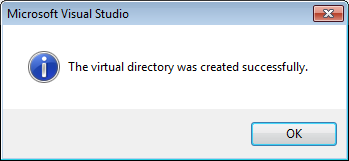 Microsoft Visual Studio
The virtual directory was created successfully.
OK